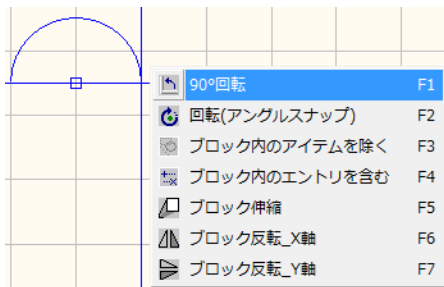 90º回転 F1
回転(アングルスナップ) F2
ブロック内のアイテムを除く F3
ブロック内のエントリを含む F4
ブロック伸縮 F5
ブロック反転_X軸 F6
ブロック反転_Y軸 F7